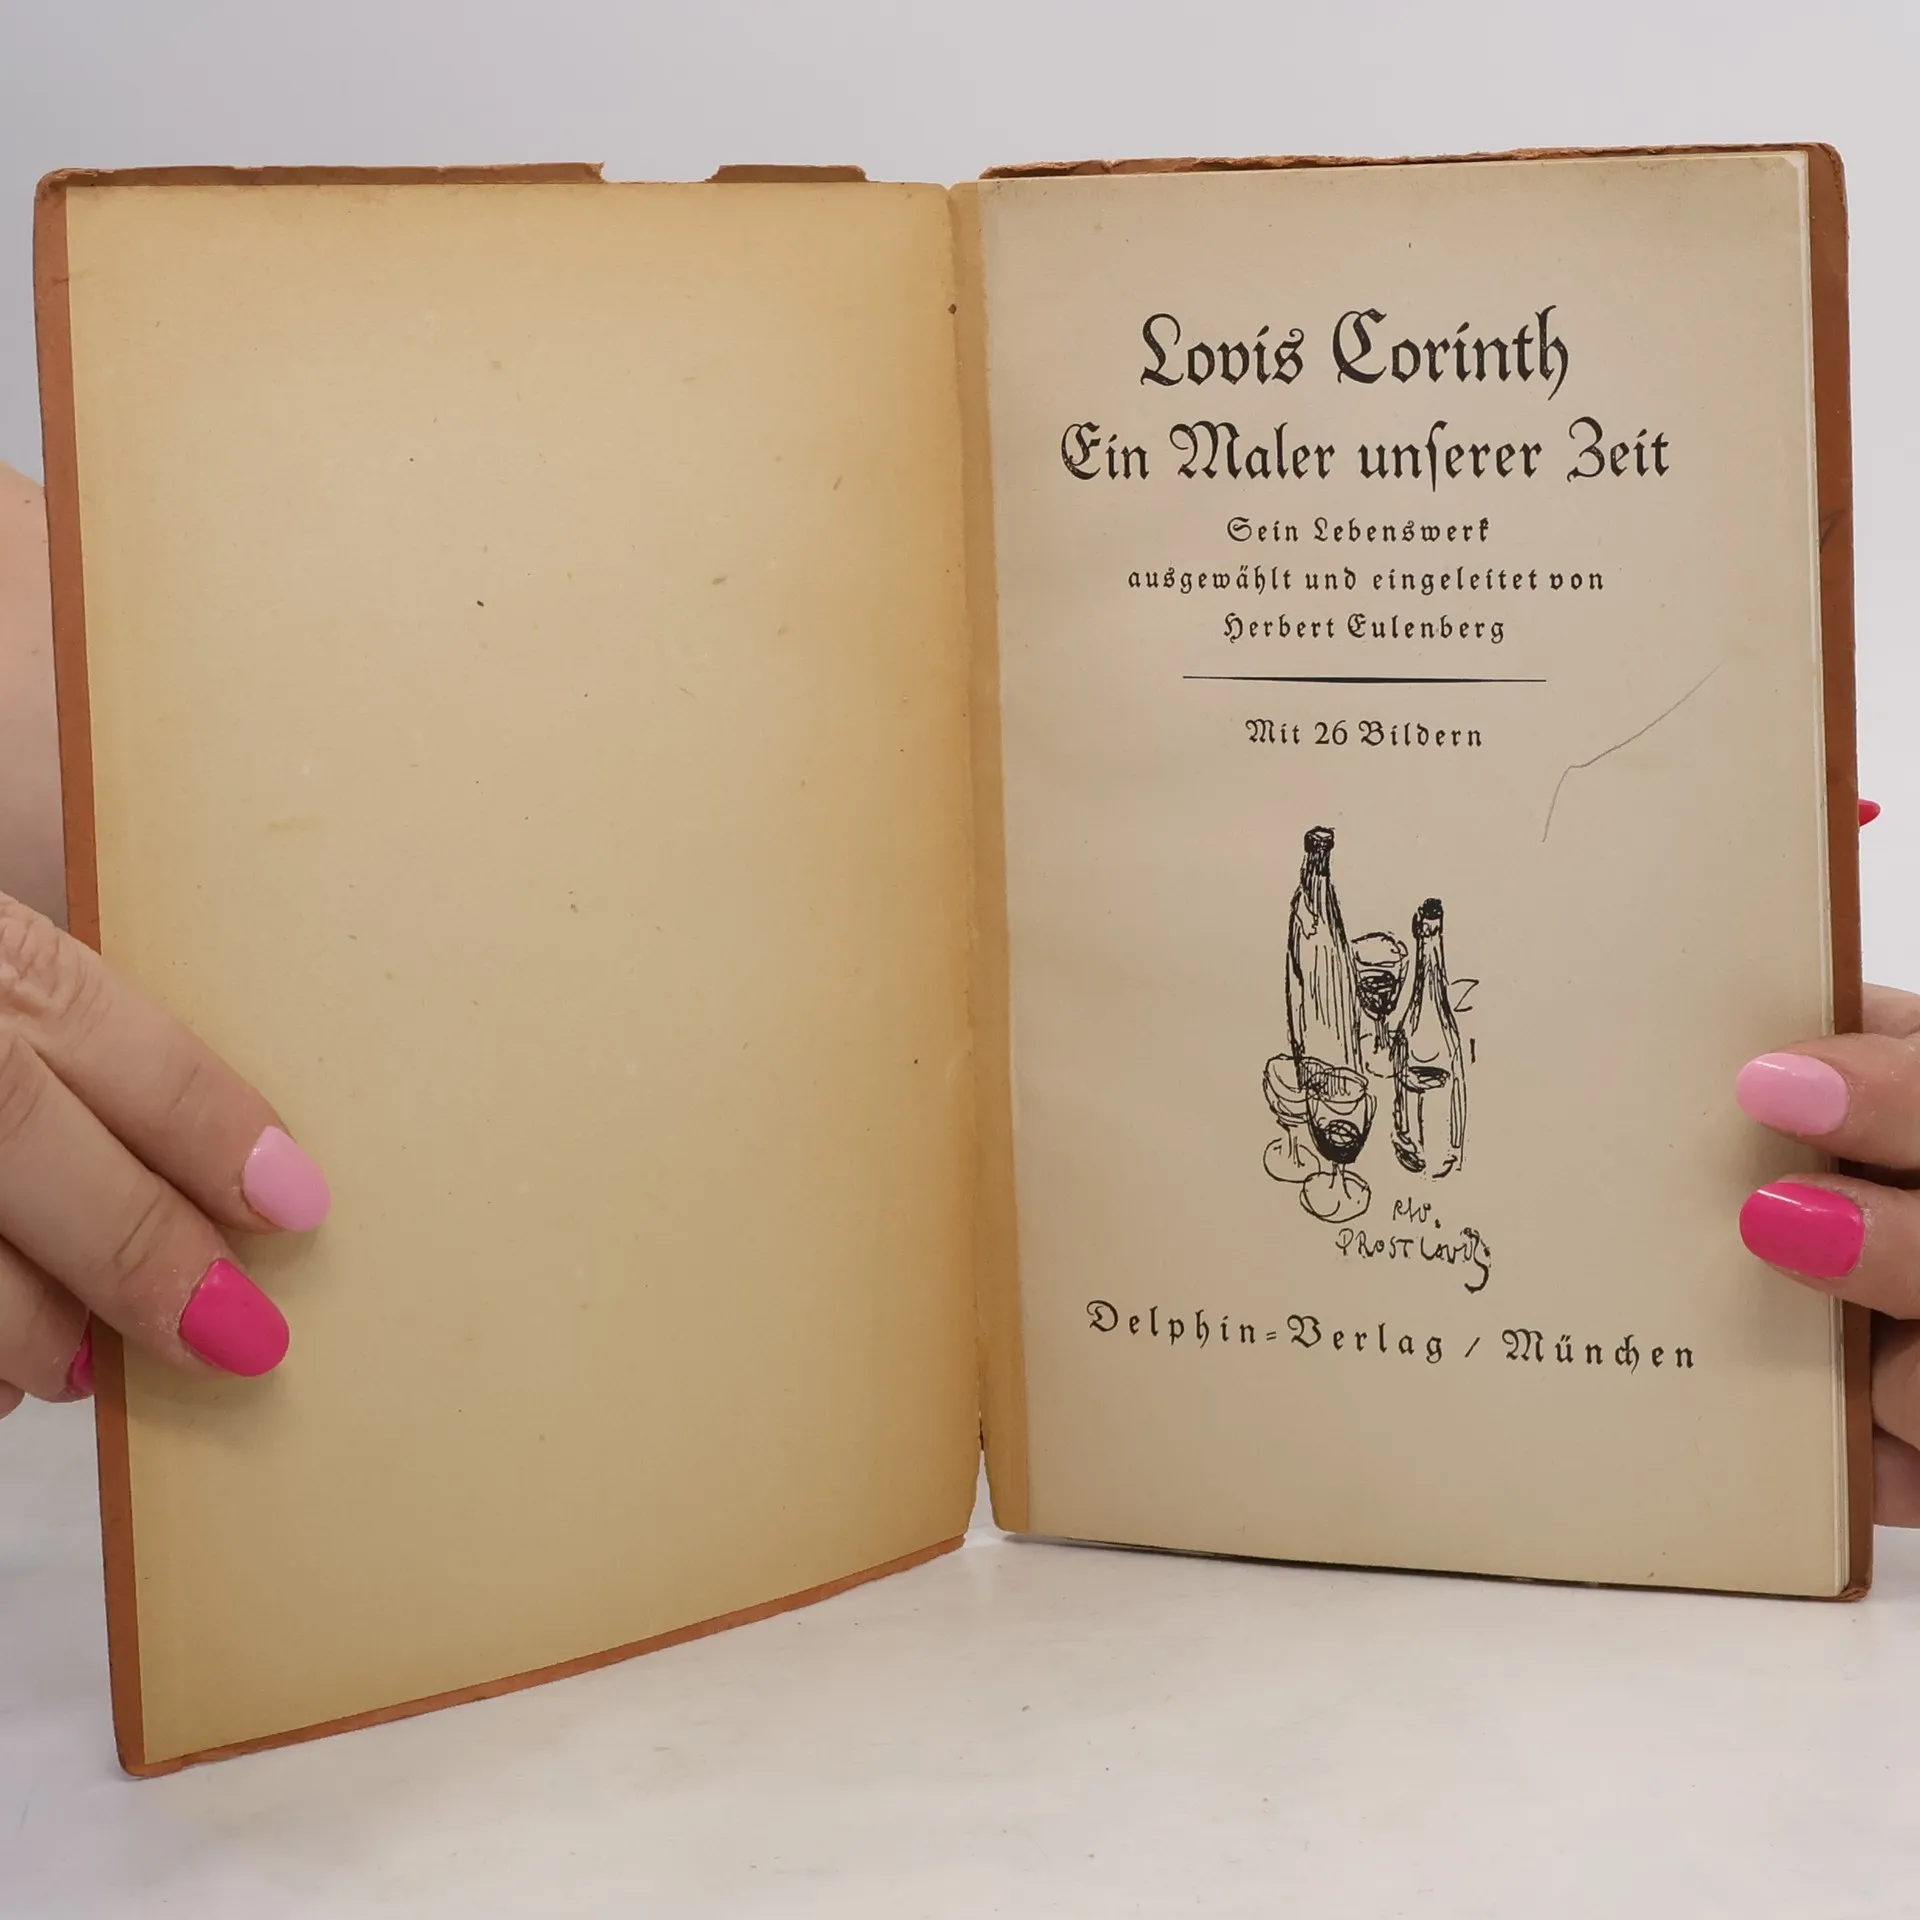 Lovis Corinth
Ein Maler unſerer Zeit
Sein Lebenswerk
ausgewählt und eingeleitet von
Herbert Eulenberg
Mit 26 Bildern
PROST Lovis
Delphin=Verlag / München